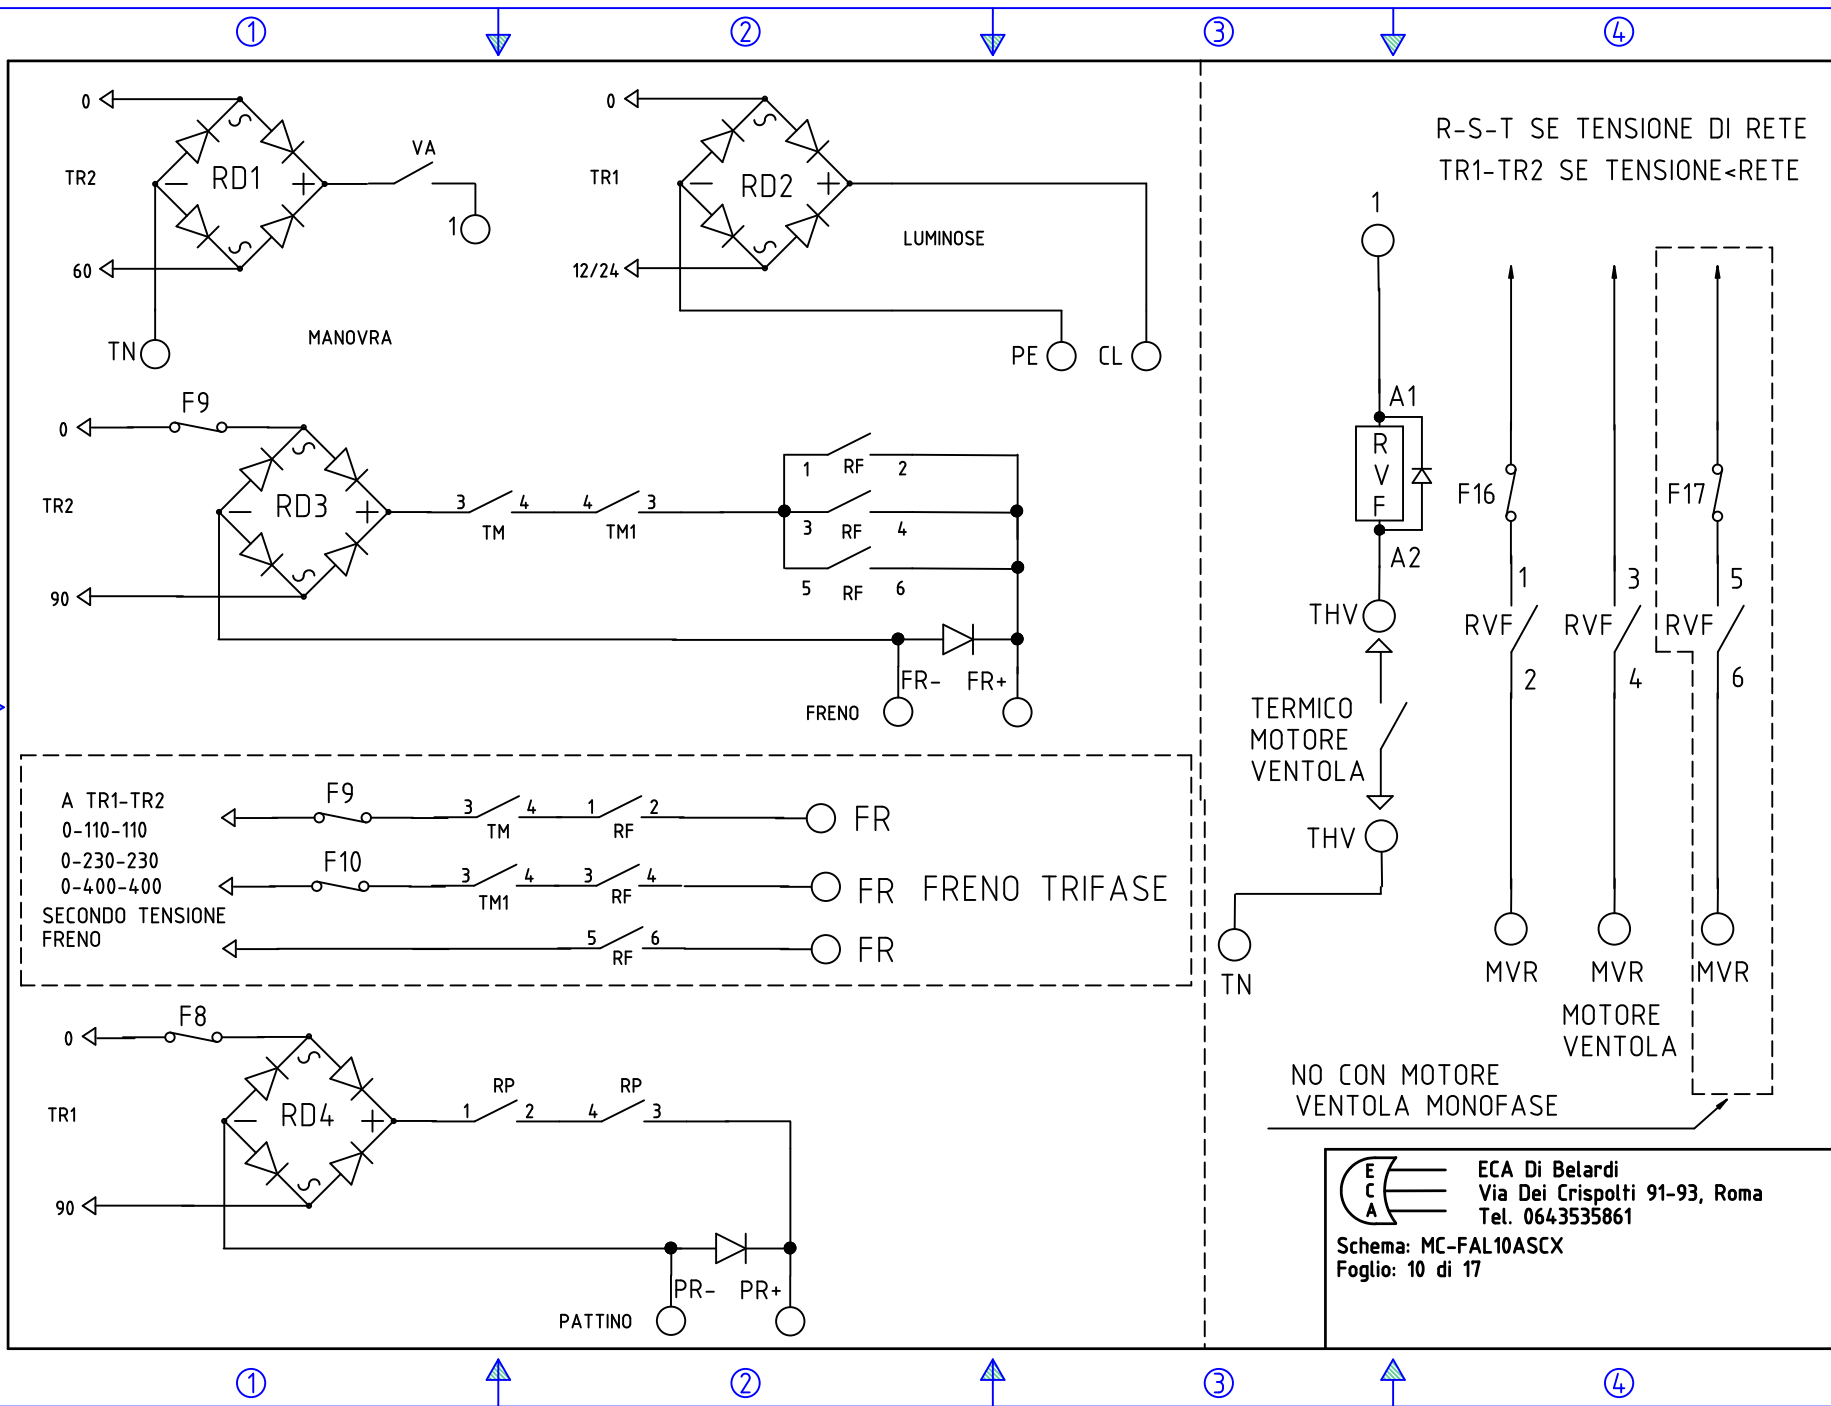 1 2 3 4
0
TR2
RD1
VA
1
60
TN
MANOVRA
0
TR1
RD2
LUMINOSE
12/24
PE
CL
F9
0
TR2
RD3
3 4
TM
4 3
TM1
1 RF 2
3 RF 4
5 RF 6
90
FR-
FR+
FRENO
A TR1-TR2
0-110-110
0-230-230
0-400-400
SECONDO TENSIONE
FRENO
F9
3 4
TM
1 2
RF
FR
F10
3 4
TM1
3 4
RF
FR
FRENO TRIFASE
5 6
RF
FR
F8
0
TR1
RD4
RP
1 2
RP
4 3
90
PR-
PR+
PATTINO
R-S-T SE TENSIONE DI RETE
TR1-TR2 SE TENSIONE<RETE
1
A1
R
V
F
A2
THV
TERMICO
MOTORE
VENTOLA
THV
TN
F16
F17
1 3 5
RVF RVF RVF
2 4 6
MVR MVR MVR
MOTORE
VENTOLA
NO CON MOTORE
VENTOLA MONOFASE
E
C
A
ECA Di Belardi
Via Dei Crispolti 91-93, Roma
Tel. 0643535861
Schema: MC-FAL10ASCX
Foglio: 10 di 17
1 2 3 4